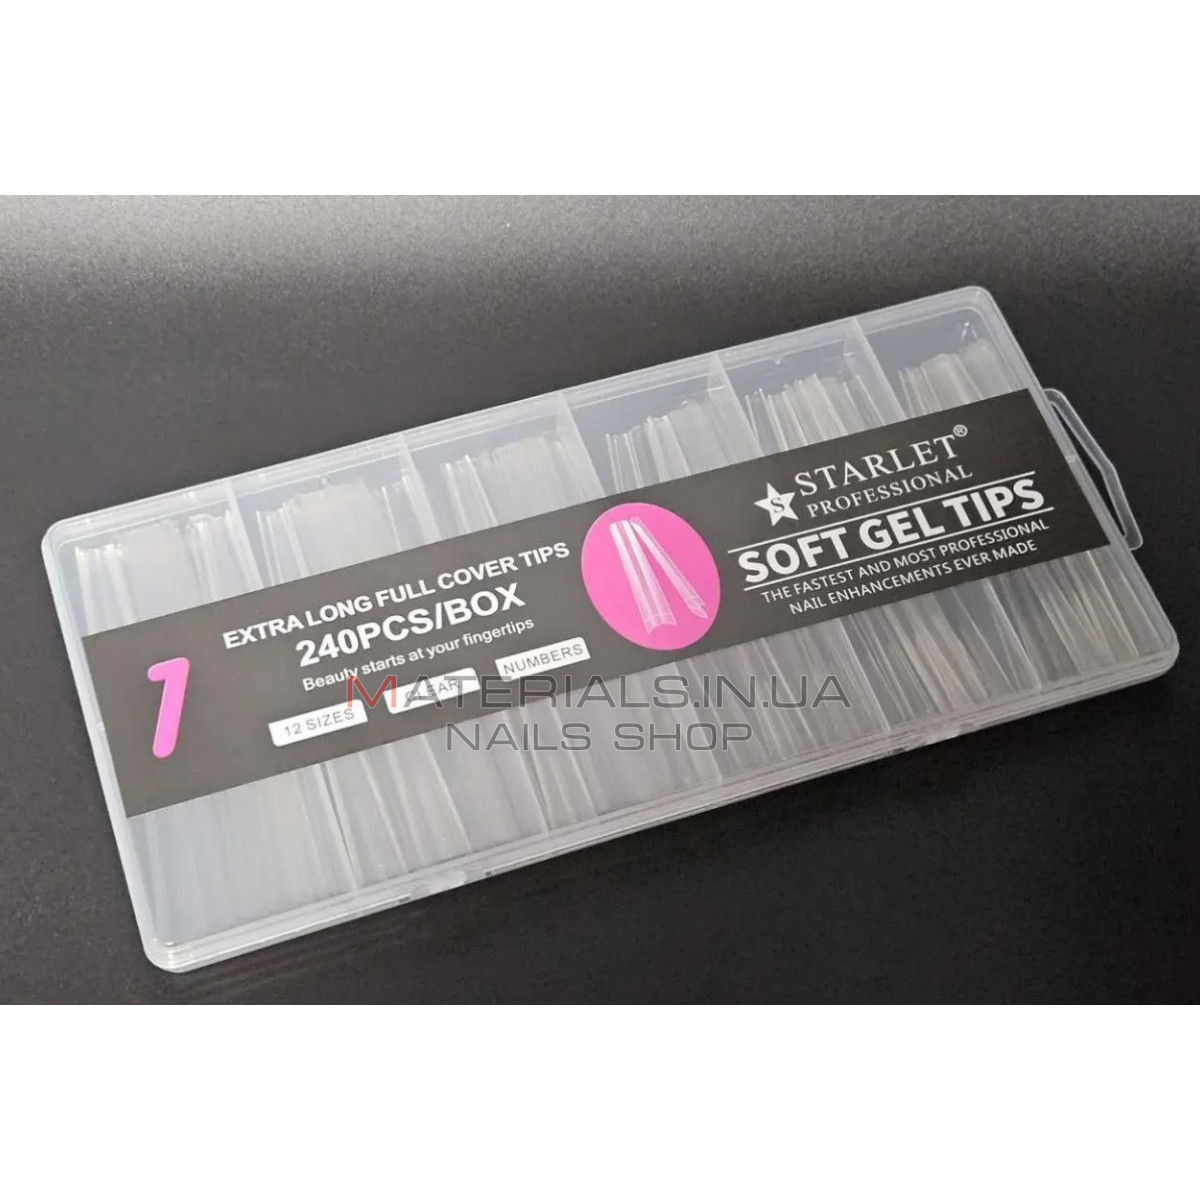 1
EXTRA LONG FULL COVER TIPS
240PCS/BOX
Beauty starts at your fingertips
12 SIZES
CLEAR
NUMBERS
S
STARLET®
PROFESSIONAL
SOFT GEL TIPS
THE FASTEST AND MOST PROFESSIONAL
NAIL ENHANCEMENTS EVER MADE
MATERIALS.IN.UA
NAILS SHOP